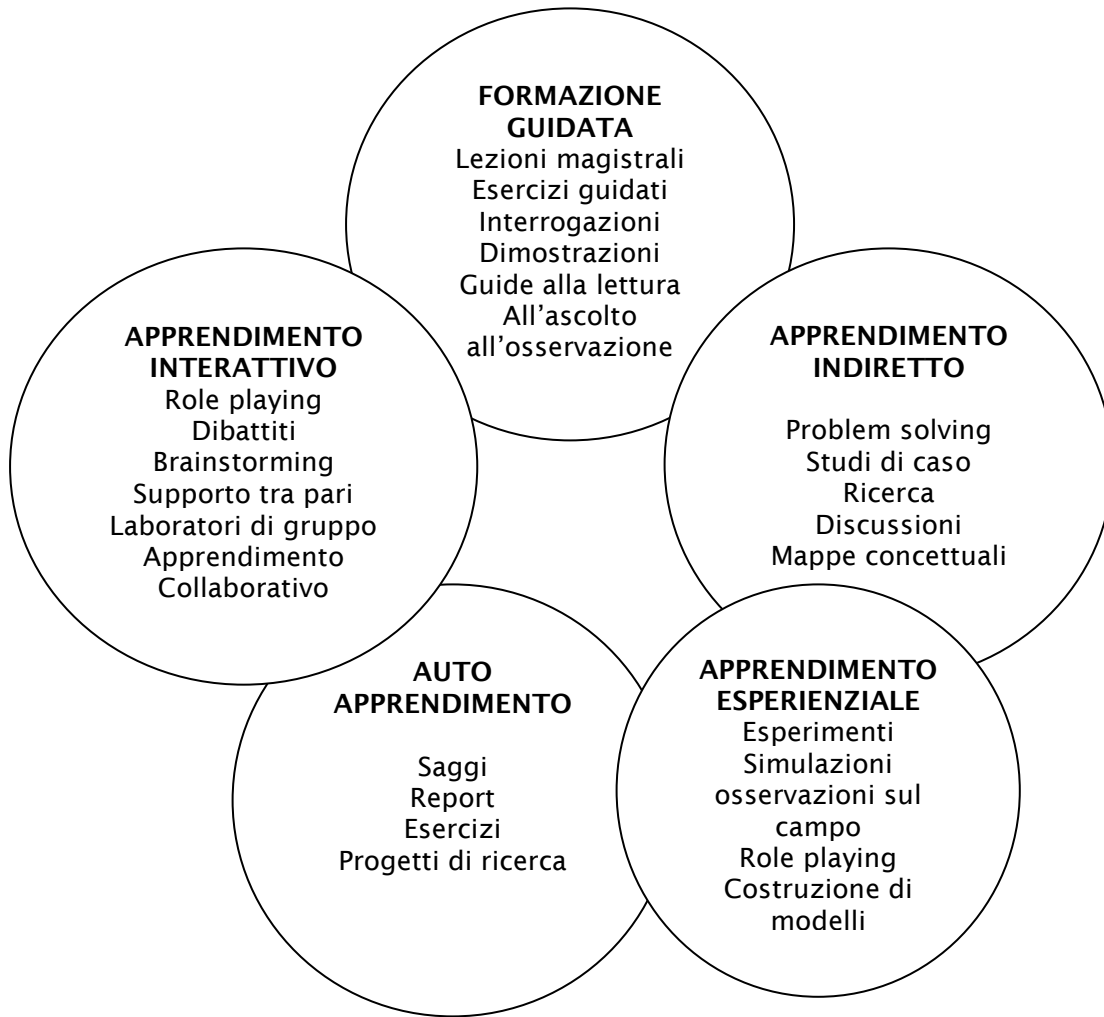 FORMAZIONE
GUIDATA
Lezioni magistrali
Esercizi guidati
Interrogazioni
Dimostrazioni
Guide alla lettura
All’ascolto
all’osservazione
APPRENDIMENTO
INTERATTIVO
Role playing
Dibattiti
Brainstorming
Supporto tra pari
Laboratori di gruppo
Apprendimento
Collaborativo
APPRENDIMENTO
INDIRETTO
Problem solving
Studi di caso
Ricerca
Discussioni
Mappe concettuali
AUTO
APPRENDIMENTO
Saggi
Report
Esercizi
Progetti di ricerca
APPRENDIMENTO
ESPERIENZIALE
Esperimenti
Simulazioni
osservazioni sul
campo
Role playing
Costruzione di
modelli